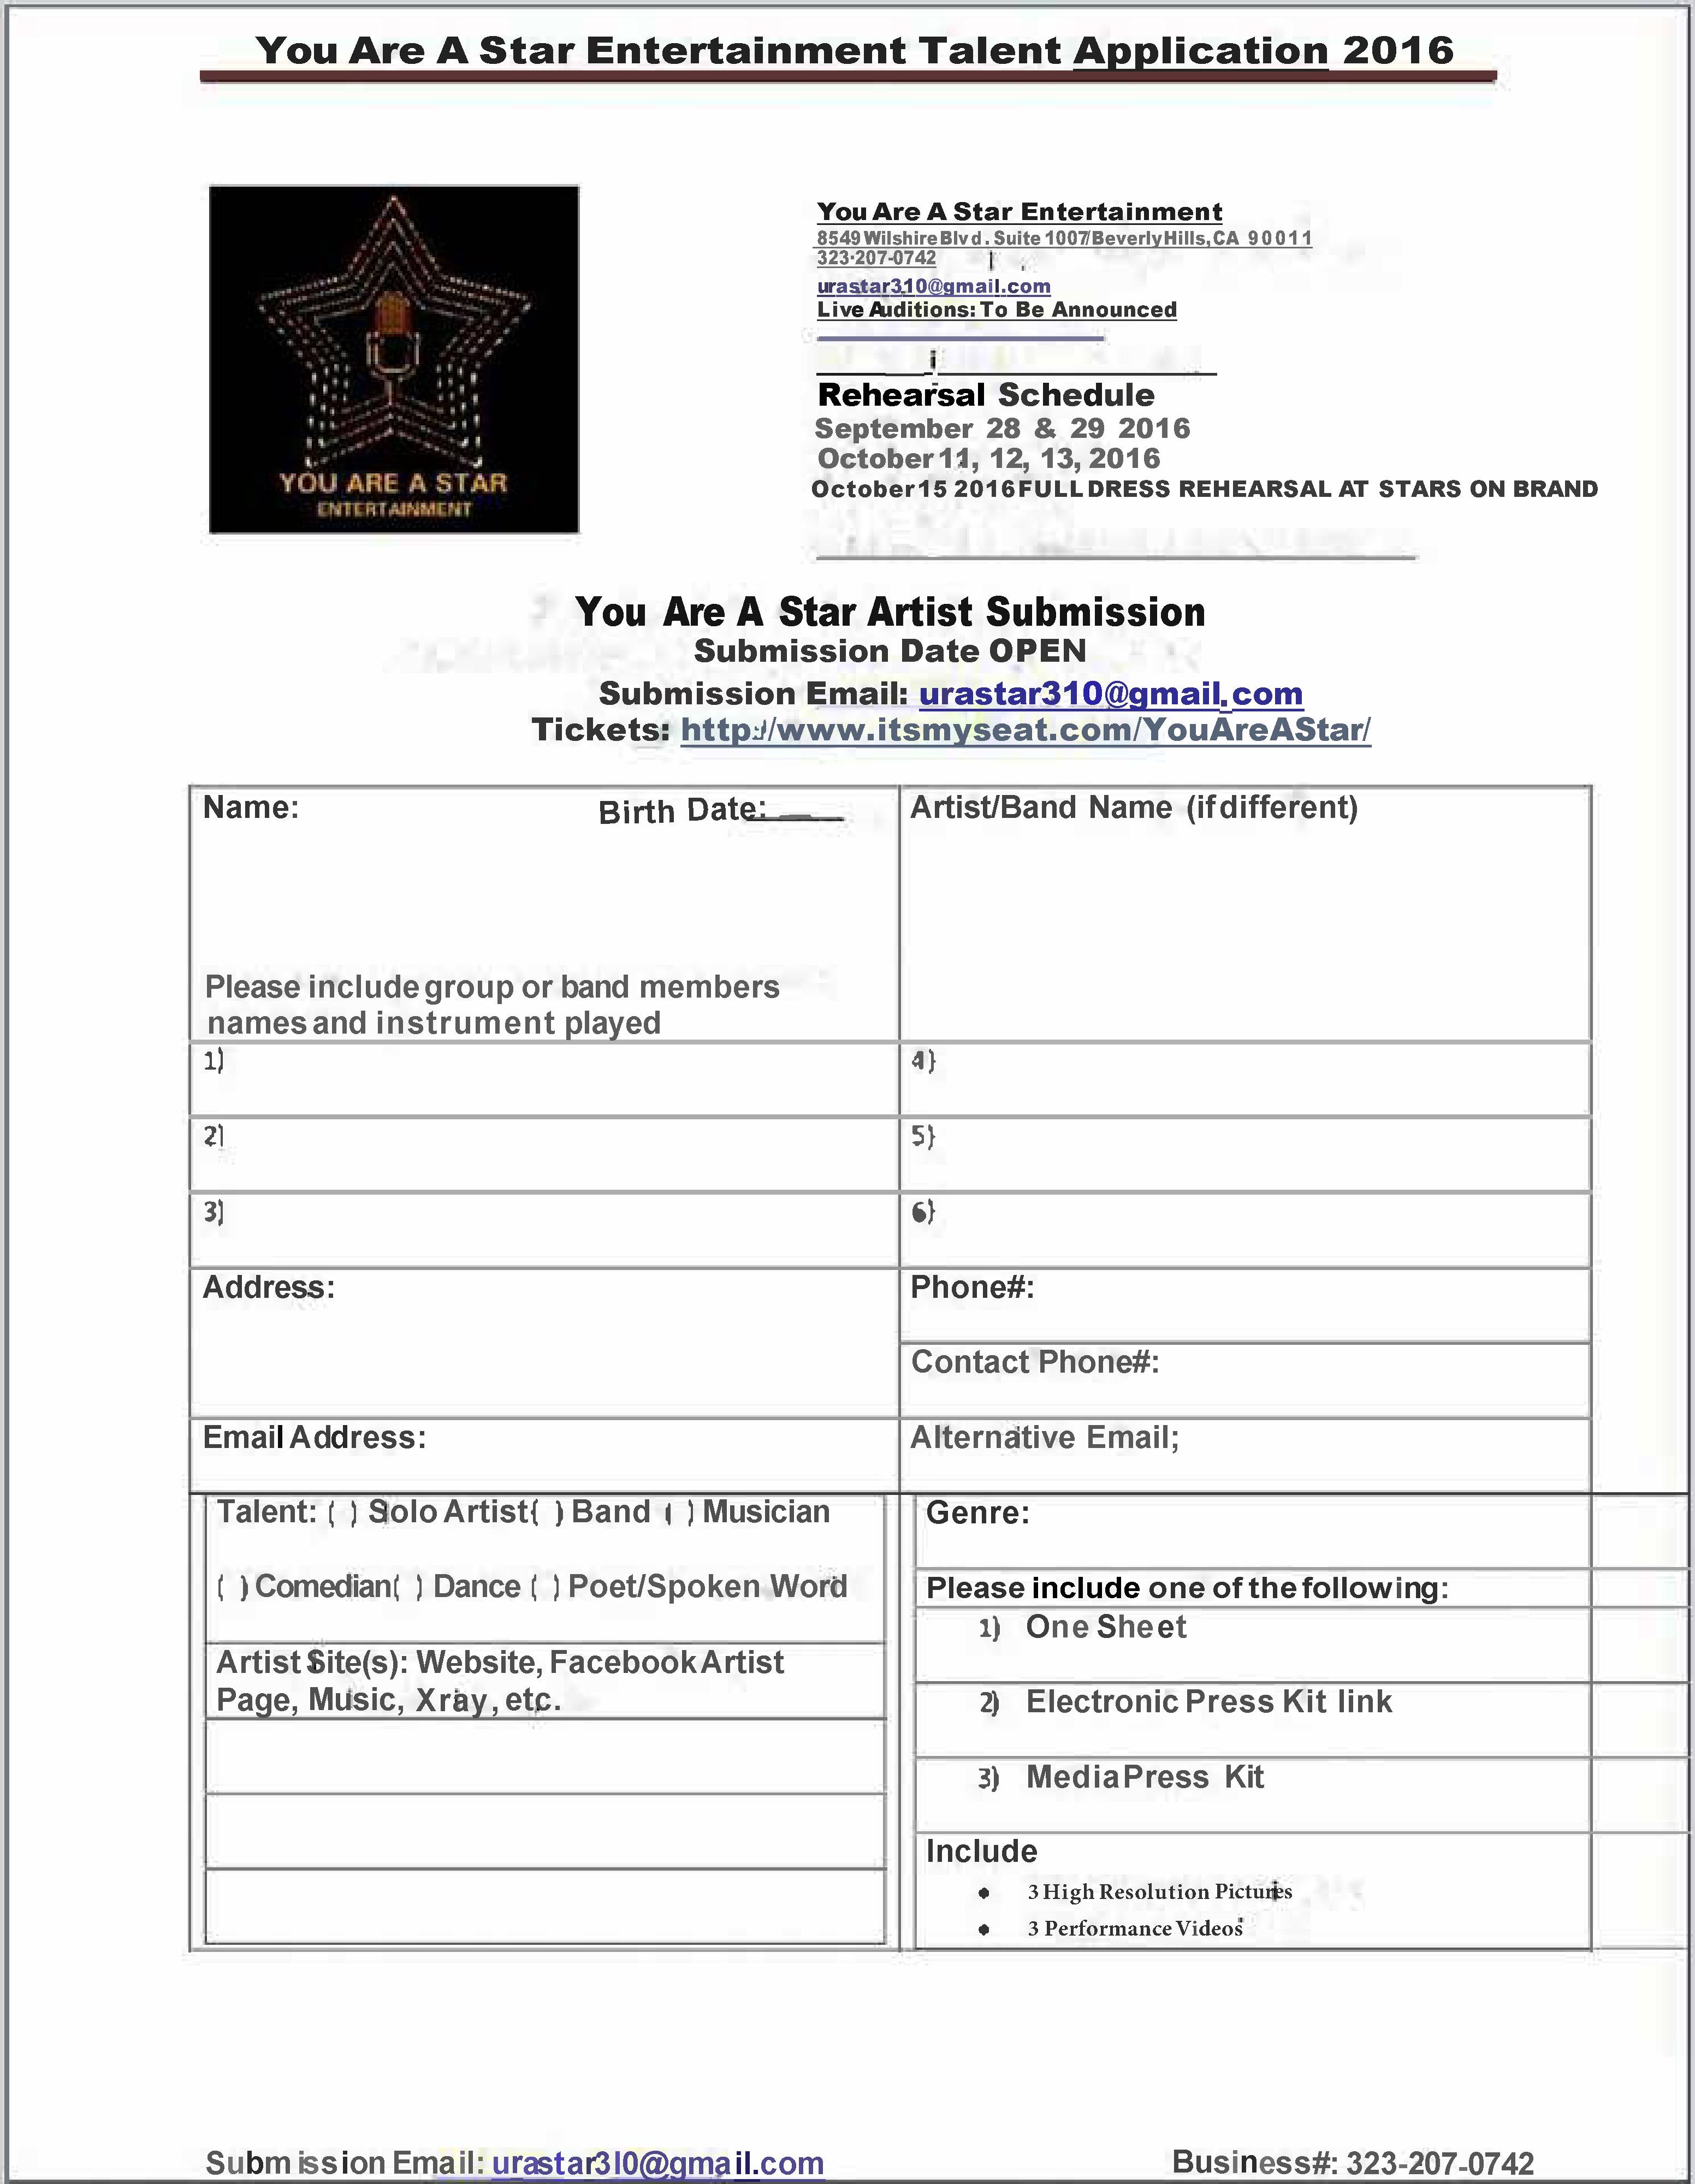 You Are A Star Entertainment Talent Application 2016
YOU ARE A STAR
ENTERTAINMENT
You Are A Star Entertainment
8549 Wilshire Blvd. Suite 1007/Beverly Hills, CA 90011
323-207-0742
urastar310@gmail.com
Live Auditions: To Be Announced
Rehearsal Schedule
September 28 & 29 2016
October 11, 12, 13, 2016
October 15 2016 FULL DRESS REHEARSAL AT STARS ON BRAND
You Are A Star Artist Submission
Submission Date OPEN
Submission Email: urastar310@gmail.com
Tickets: http://www.itsmyseat.com/YouAreAStar/
Name: Birth Date:
Artist/Band Name (if different)
Please include group or band members
names and instrument played
1)
4}
2)
5}
3)
6}
Address:
Phone#:
Contact Phone#:
Email Address:
Alternative Email;
Talent: ( ) Solo Artist( ) Band ( ) Musician
( ) Comedian( ) Dance ( ) Poet/Spoken Word
Artist Site(s): Website, Facebook Artist
Page, Music, Xray, etc.
Genre:
Please include one of the following:
1) One Sheet
2) Electronic Press Kit link
3) Media Press Kit
Include
• 3 High Resolution Pictures
• 3 Performance Videos
Submission Email: urastar3l0@gmail.com Business#: 323-207-0742